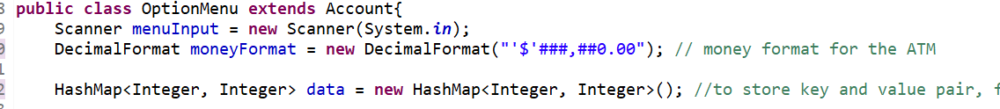 public class OptionMenu extends Account{
Scanner menuInput = new Scanner(System.in);
DecimalFormat moneyFormat = new DecimalFormat("'$'###,##0.00"); // money format for the ATM
HashMap<Integer, Integer> data = new HashMap<Integer, Integer>(); //to store key and value pair,